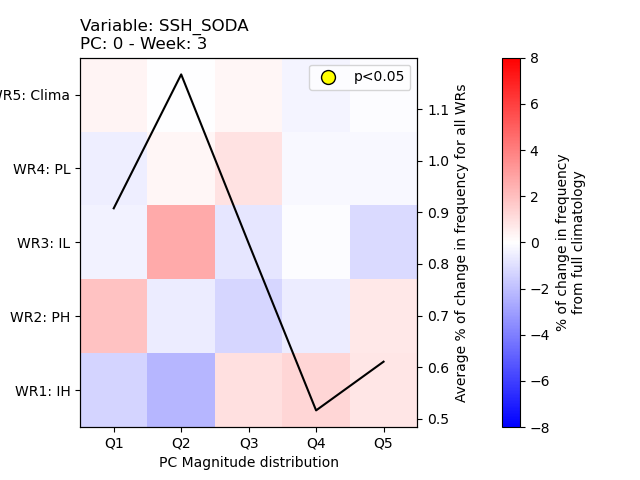 Variable: SSH_SODA
PC: 0 - Week: 3
p<0.05
WR5: Clima
WR4: PL
WR3: IL
WR2: PH
WR1: IH
Q1 Q2 Q3 Q4 Q5
PC Magnitude distribution
1.1
1.0
0.9
0.8
0.7
0.6
0.5
Average % of change in frequency for all WRs
8
6
4
2
0
−2
−4
−6
−8
% of change in frequency
from full climatology